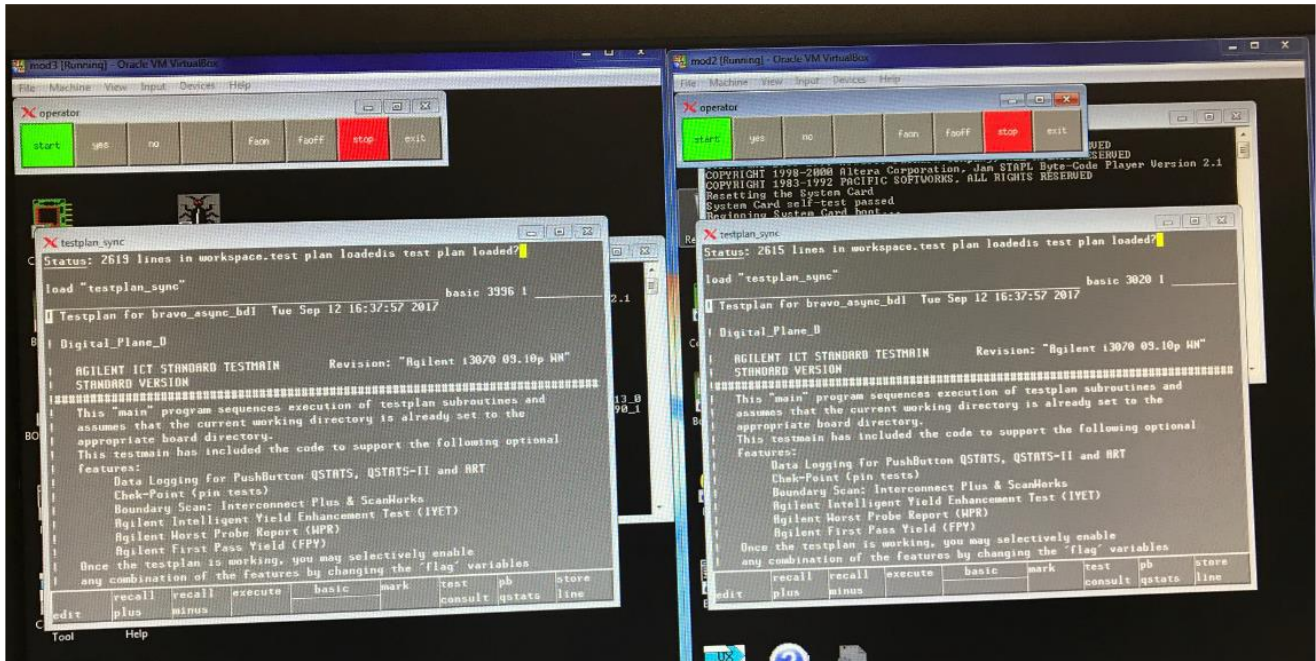 mod3 [Running] - Oracle VM VirtualBox
File Machine View Input Devices Help
operator
start yes no faon faoff stop exit
testplan_sync
Status: 2619 lines in workspace.test plan loadedis test plan loaded?
load "testplan_sync"
basic 3996 1
! Testplan for bravo_async_bdl Tue Sep 12 16:37:57 2017
! Digital_Plane_D
! AGILENT ICT STANDARD TESTMAIN Revision: "Agilent i3070 09.10p WN"
! STANDARD VERSION
! This "main" program sequences execution of testplan subroutines and
! assumes that the current working directory is already set to the
! appropriate board directory.
! This testmain has included the code to support the following optional
! features:
! Data Logging for PushButton QSTATS, QSTATS-II and ART
! Chek-Point (pin tests)
! Boundary Scan: Interconnect Plus & ScanWorks
! Agilent Intelligent Yield Enhancement Test (IYET)
! Agilent Worst Probe Report (WPR)
! Agilent First Pass Yield (FPY)
! Once the testplan is working, you may selectively enable
! any combination of the features by changing the 'flag' variables
edit recall plus recall minus execute basic mark test consult pb qstats store line
2.1
13_0
90_1
BO
Tool Help
mod2 [Running] - Oracle VM VirtualBox
File Machine View Input Devices Help
operator
start yes no faon faoff stop exit
COPYRIGHT 1998-2000 Altera Corporation, Jam STAPL Byte-Code Player Version 2.1
COPYRIGHT 1983-1992 PACIFIC SOFTWORKS. ALL RIGHTS RESERVED
Resetting the System Card
System Card self-test passed
Beginning System Card boot...
testplan_sync
Status: 2615 lines in workspace.test plan loadedis test plan loaded?
load "testplan_sync"
basic 3020 1
! Testplan for bravo_async_bdl Tue Sep 12 16:37:57 2017
! Digital_Plane_D
! AGILENT ICT STANDARD TESTMAIN Revision: "Agilent i3070 09.10p WN"
! STANDARD VERSION
! This "main" program sequences execution of testplan subroutines and
! assumes that the current working directory is already set to the
! appropriate board directory.
! This testmain has included the code to support the following optional
! features:
! Data Logging for PushButton QSTATS, QSTATS-II and ART
! Chek-Point (pin tests)
! Boundary Scan: Interconnect Plus & ScanWorks
! Agilent Intelligent Yield Enhancement Test (IYET)
! Agilent Worst Probe Report (WPR)
! Agilent First Pass Yield (FPY)
! Once the testplan is working, you may selectively enable
! any combination of the features by changing the 'flag' variables
edit recall plus recall minus execute basic mark test consult pb qstats store line
UX